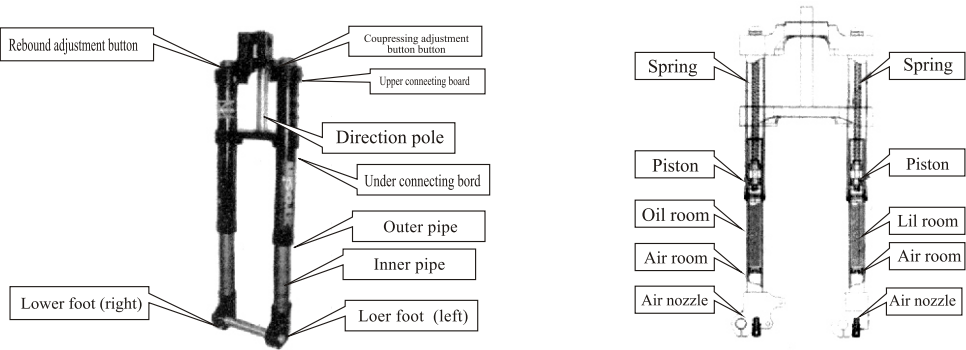 Rebound adjustment button
Coupressing adjustment
button button
Upper conneeting board
Direction pole
Under connecting bord
Outer pipe
Inner pipe
Lower foot (right)
Loer foot (left)
Spring
Spring
Piston
Piston
Oil room
Lil room
Air room
Air room
Air nozzle
Air nozzle